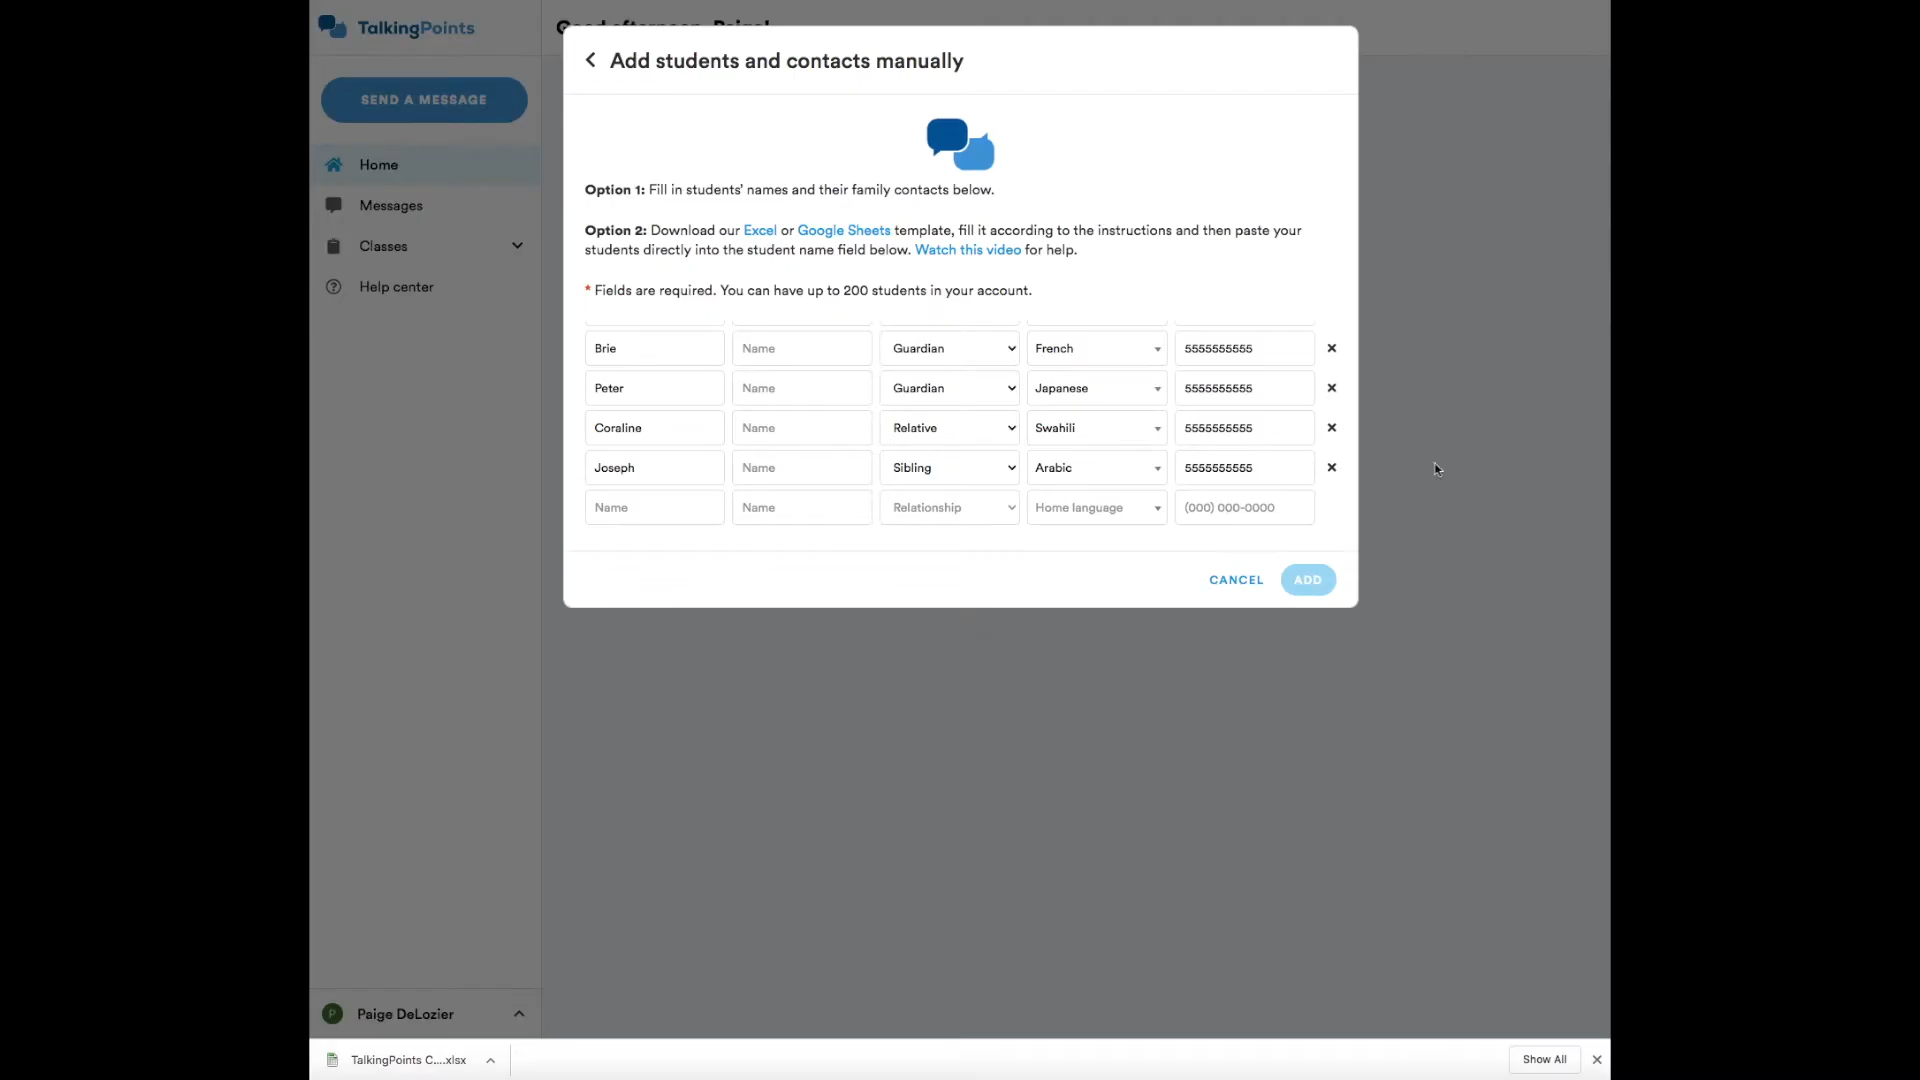 TalkingPoints
Good afternoon, Paige!
SEND A MESSAGE
Home
Messages
Classes
Help center
Add students and contacts manually
Option 1: Fill in students' names and their family contacts below.
Option 2: Download our Excel or Google Sheets template, fill it according to the instructions and then paste your
students directly into the student name field below. Watch this video for help.
* Fields are required. You can have up to 200 students in your account.
Brie Name Guardian French 5555555555
Peter Name Guardian Japanese 5555555555
Coraline Name Relative Swahili 5555555555
Joseph Name Sibling Arabic 5555555555
Name Name Relationship Home language (000) 000-0000
CANCEL ADD
P Paige DeLozier
TalkingPoints C....xlsx
Show All